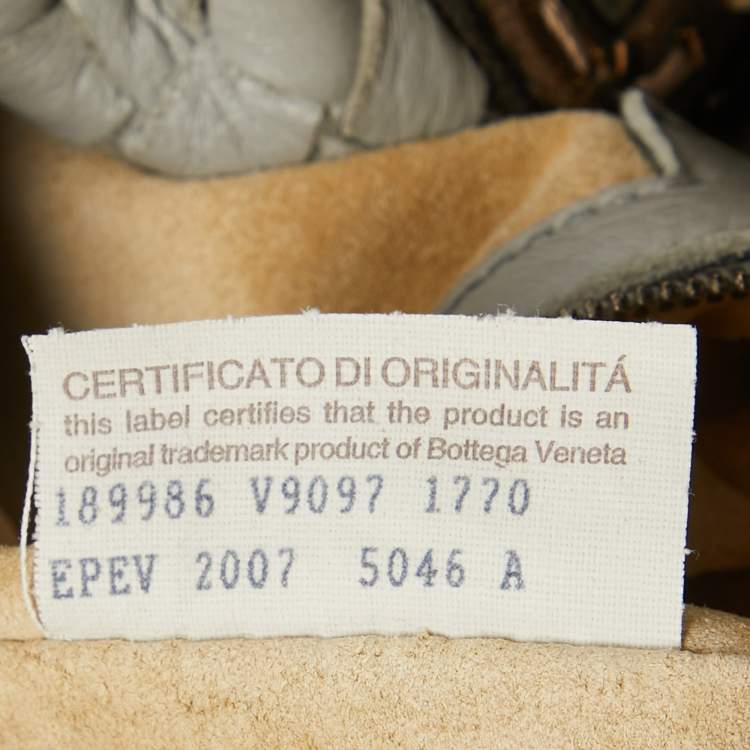 CERTIFICATO DI ORIGINALITÁ
this label certifies that the product is an
original trademark product of Bottega Veneta
189986 V9097 1770
EPEV 2007 5046 A